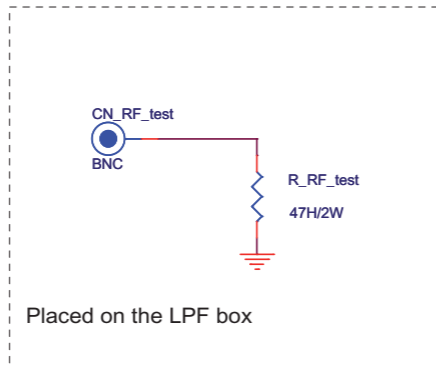 CN_RF_test
BNC
R_RF_test
47H/2W
Placed on the LPF box